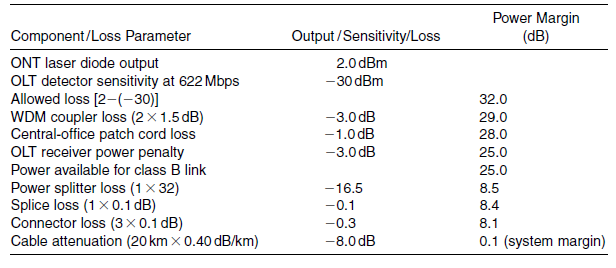 Power Margin
Component/Loss Parameter Output/Sensitivity/Loss (dB)
ONT laser diode output 2.0 dBm
OLT detector sensitivity at 622 Mbps −30 dBm
Allowed loss [2−(−30)] 32.0
WDM coupler loss (2 × 1.5 dB) −3.0 dB 29.0
Central-office patch cord loss −1.0 dB 28.0
OLT receiver power penalty −3.0 dB 25.0
Power available for class B link 25.0
Power splitter loss (1 × 32) −16.5 8.5
Splice loss (1 × 0.1 dB) −0.1 8.4
Connector loss (3 × 0.1 dB) −0.3 8.1
Cable attenuation (20 km × 0.40 dB/km) −8.0 dB 0.1 (system margin)